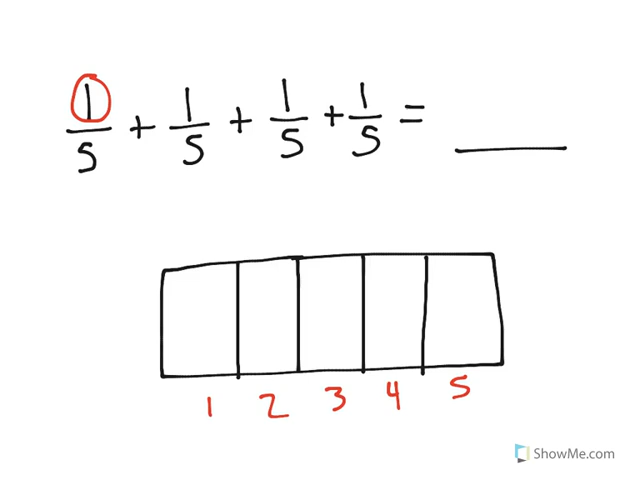 1/5 + 1/5 + 1/5 + 1/5 = ____
1 2 3 4 5
ShowMe.com